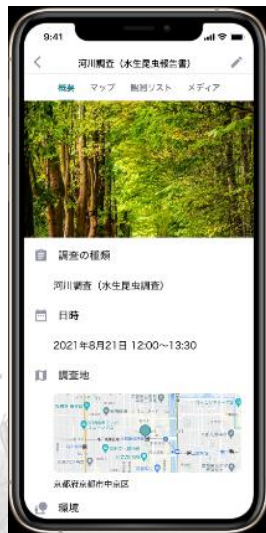 9:41
河川調査（水生昆虫報告書）
概要 マップ 観察リスト メディア
調査の種類
河川調査（水生昆虫調査）
日時
2021年8月21日 12:00〜13:30
調査地
京都府京都市中京区
環境